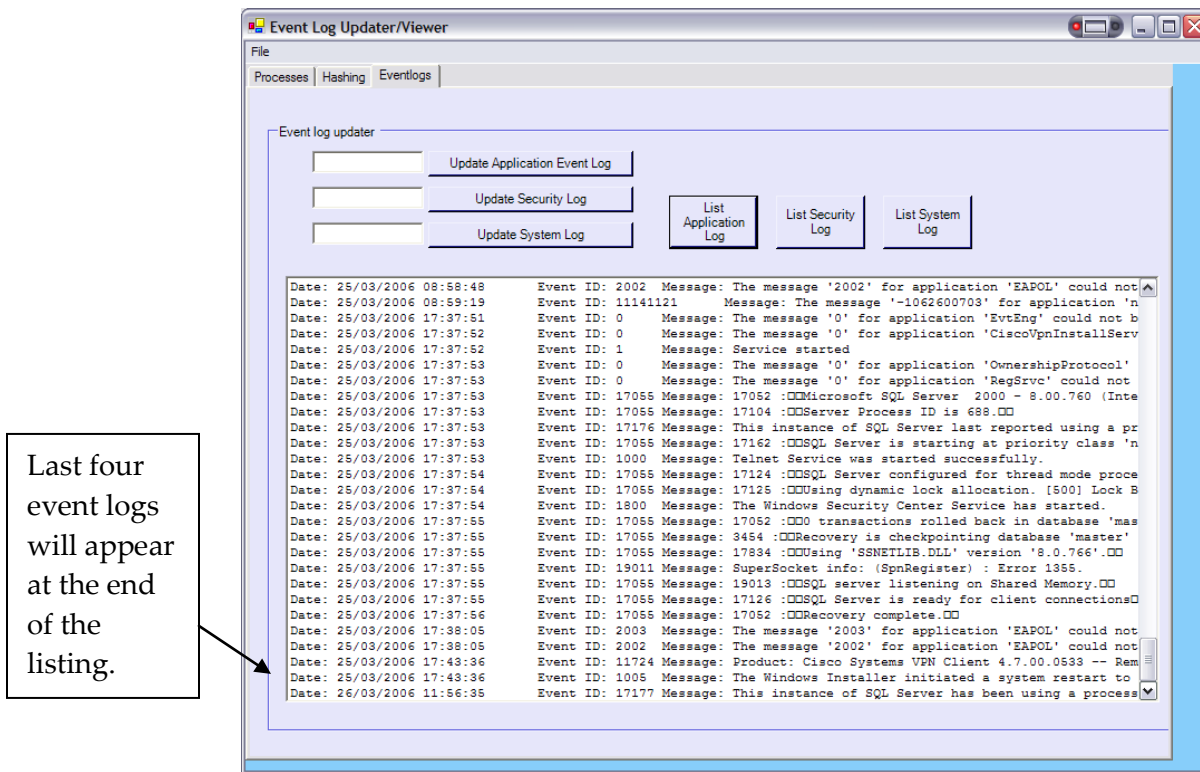 Event Log Updater/Viewer
File
Processes Hashing Eventlogs
Event log updater
Update Application Event Log
Update Security Log
Update System Log
List
Application
Log
List Security
Log
List System
Log
Date: 25/03/2006 08:58:48 Event ID: 2002 Message: The message '2002' for application 'EAPOL' could not
Date: 25/03/2006 08:59:19 Event ID: 11141121 Message: The message '-1062600703' for application 'n
Date: 25/03/2006 17:37:51 Event ID: 0 Message: The message '0' for application 'EvtEng' could not b
Date: 25/03/2006 17:37:52 Event ID: 0 Message: The message '0' for application 'CiscoVpnInstallServ
Date: 25/03/2006 17:37:52 Event ID: 1 Message: Service started
Date: 25/03/2006 17:37:53 Event ID: 0 Message: The message '0' for application 'OwnershipProtocol'
Date: 25/03/2006 17:37:53 Event ID: 0 Message: The message '0' for application 'RegSrvc' could not
Date: 25/03/2006 17:37:53 Event ID: 17055 Message: 17052 :□□Microsoft SQL Server 2000 - 8.00.760 (Inte
Date: 25/03/2006 17:37:53 Event ID: 17055 Message: 17104 :□□Server Process ID is 688.□□
Date: 25/03/2006 17:37:53 Event ID: 17176 Message: This instance of SQL Server last reported using a pr
Date: 25/03/2006 17:37:53 Event ID: 17055 Message: 17162 :□□SQL Server is starting at priority class 'n
Date: 25/03/2006 17:37:53 Event ID: 1000 Message: Telnet Service was started successfully.
Date: 25/03/2006 17:37:54 Event ID: 17055 Message: 17124 :□□SQL Server configured for thread mode proce
Date: 25/03/2006 17:37:54 Event ID: 17055 Message: 17125 :□□Using dynamic lock allocation. [500] Lock B
Date: 25/03/2006 17:37:54 Event ID: 1800 Message: The Windows Security Center Service has started.
Date: 25/03/2006 17:37:55 Event ID: 17055 Message: 17052 :□□0 transactions rolled back in database 'mas
Date: 25/03/2006 17:37:55 Event ID: 17055 Message: 3454 :□□Recovery is checkpointing database 'master'
Date: 25/03/2006 17:37:55 Event ID: 17055 Message: 17834 :□□Using 'SSNETLIB.DLL' version '8.0.766'.□□
Date: 25/03/2006 17:37:55 Event ID: 19011 Message: SuperSocket info: (SpnRegister) : Error 1355.
Date: 25/03/2006 17:37:55 Event ID: 17055 Message: 19013 :□□SQL server listening on Shared Memory.□□
Date: 25/03/2006 17:37:55 Event ID: 17055 Message: 17126 :□□SQL Server is ready for client connections□
Date: 25/03/2006 17:37:56 Event ID: 17055 Message: 17052 :□□Recovery complete.□□
Date: 25/03/2006 17:38:05 Event ID: 2003 Message: The message '2003' for application 'EAPOL' could not
Date: 25/03/2006 17:38:05 Event ID: 2002 Message: The message '2002' for application 'EAPOL' could not
Date: 25/03/2006 17:43:36 Event ID: 11724 Message: Product: Cisco Systems VPN Client 4.7.00.0533 -- Rem
Date: 25/03/2006 17:43:36 Event ID: 1005 Message: The Windows Installer initiated a system restart to
Date: 26/03/2006 11:56:35 Event ID: 17177 Message: This instance of SQL Server has been using a process
Last four
event logs
will appear
at the end
of the
listing.